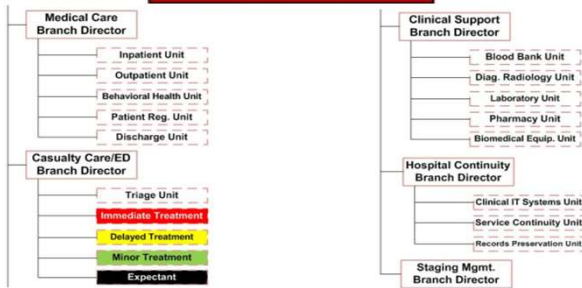 Medical Care
Branch Director
Inpatient Unit
Outpatient Unit
Behavioral Health Unit
Patient Reg. Unit
Discharge Unit
Casualty Care/ED
Branch Director
Triage Unit
Immediate Treatment
Delayed Treatment
Minor Treatment
Expectant
Clinical Support
Branch Director
Blood Bank Unit
Diag. Radiology Unit
Laboratory Unit
Pharmacy Unit
Biomedical Equip. Unit
Hospital Continuity
Branch Director
Clinical IT Systems Unit
Service Continuity Unit
Records Preservation Unit
Staging Mgmt.
Branch Director